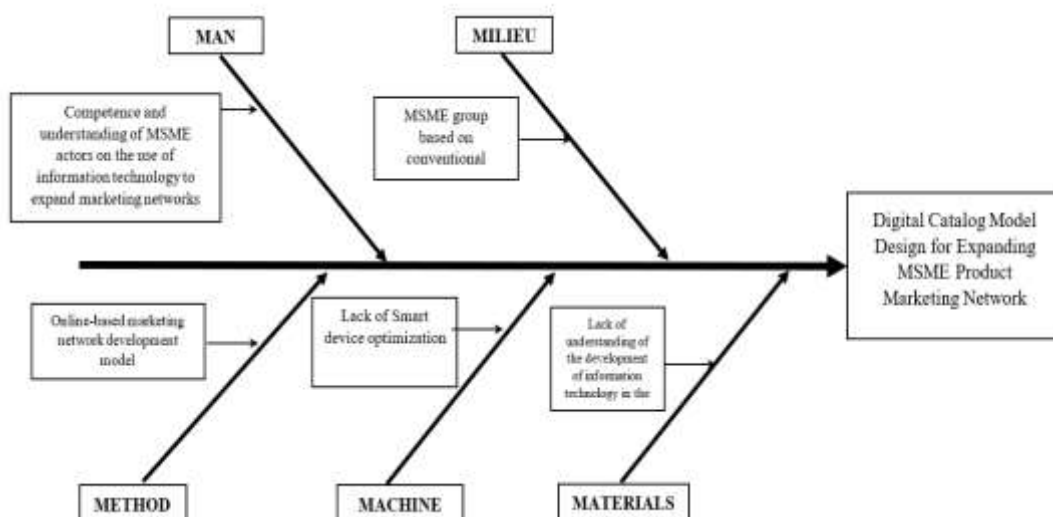 MAN
MILIEU
Competence and
understanding of MSME
actors on the use of
information technology to
expand marketing networks
MSME group
based on
conventional
Digital Catalog Model
Design for Expanding
MSME Product
Marketing Network
Online-based marketing
network development
model
Lack of Smart
device optimization
Lack of
understanding of
the development
of information
technology in the
METHOD
MACHINE
MATERIALS